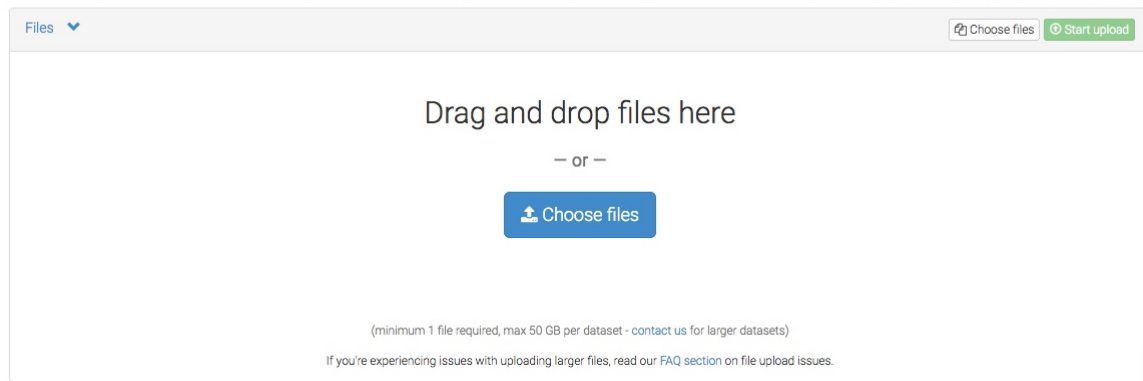 Files
Choose files
Start upload
Drag and drop files here
— or —
Choose files
(minimum 1 file required, max 50 GB per dataset - contact us for larger datasets)
If you're experiencing issues with uploading larger files, read our FAQ section on file upload issues.